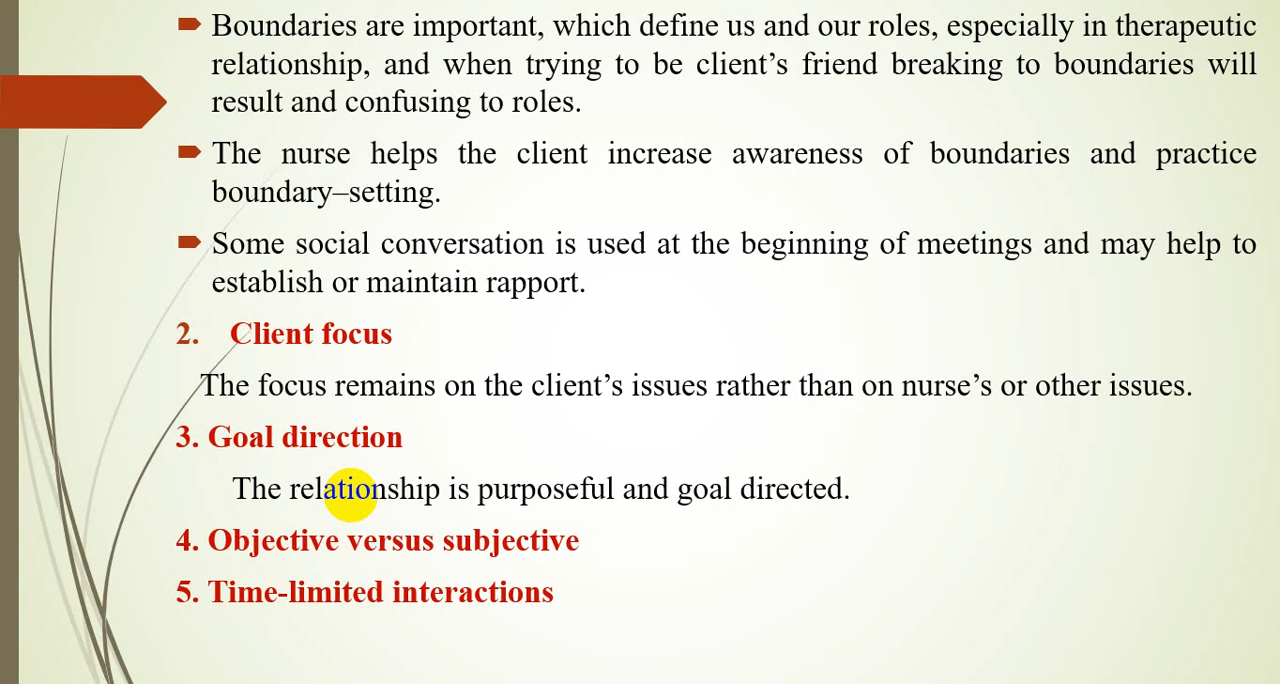 Boundaries are important, which define us and our roles, especially in therapeutic
relationship, and when trying to be client’s friend breaking to boundaries will
result and confusing to roles.
The nurse helps the client increase awareness of boundaries and practice
boundary–setting.
Some social conversation is used at the beginning of meetings and may help to
establish or maintain rapport.
2. Client focus
The focus remains on the client’s issues rather than on nurse’s or other issues.
3. Goal direction
The relationship is purposeful and goal directed.
4. Objective versus subjective
5. Time-limited interactions